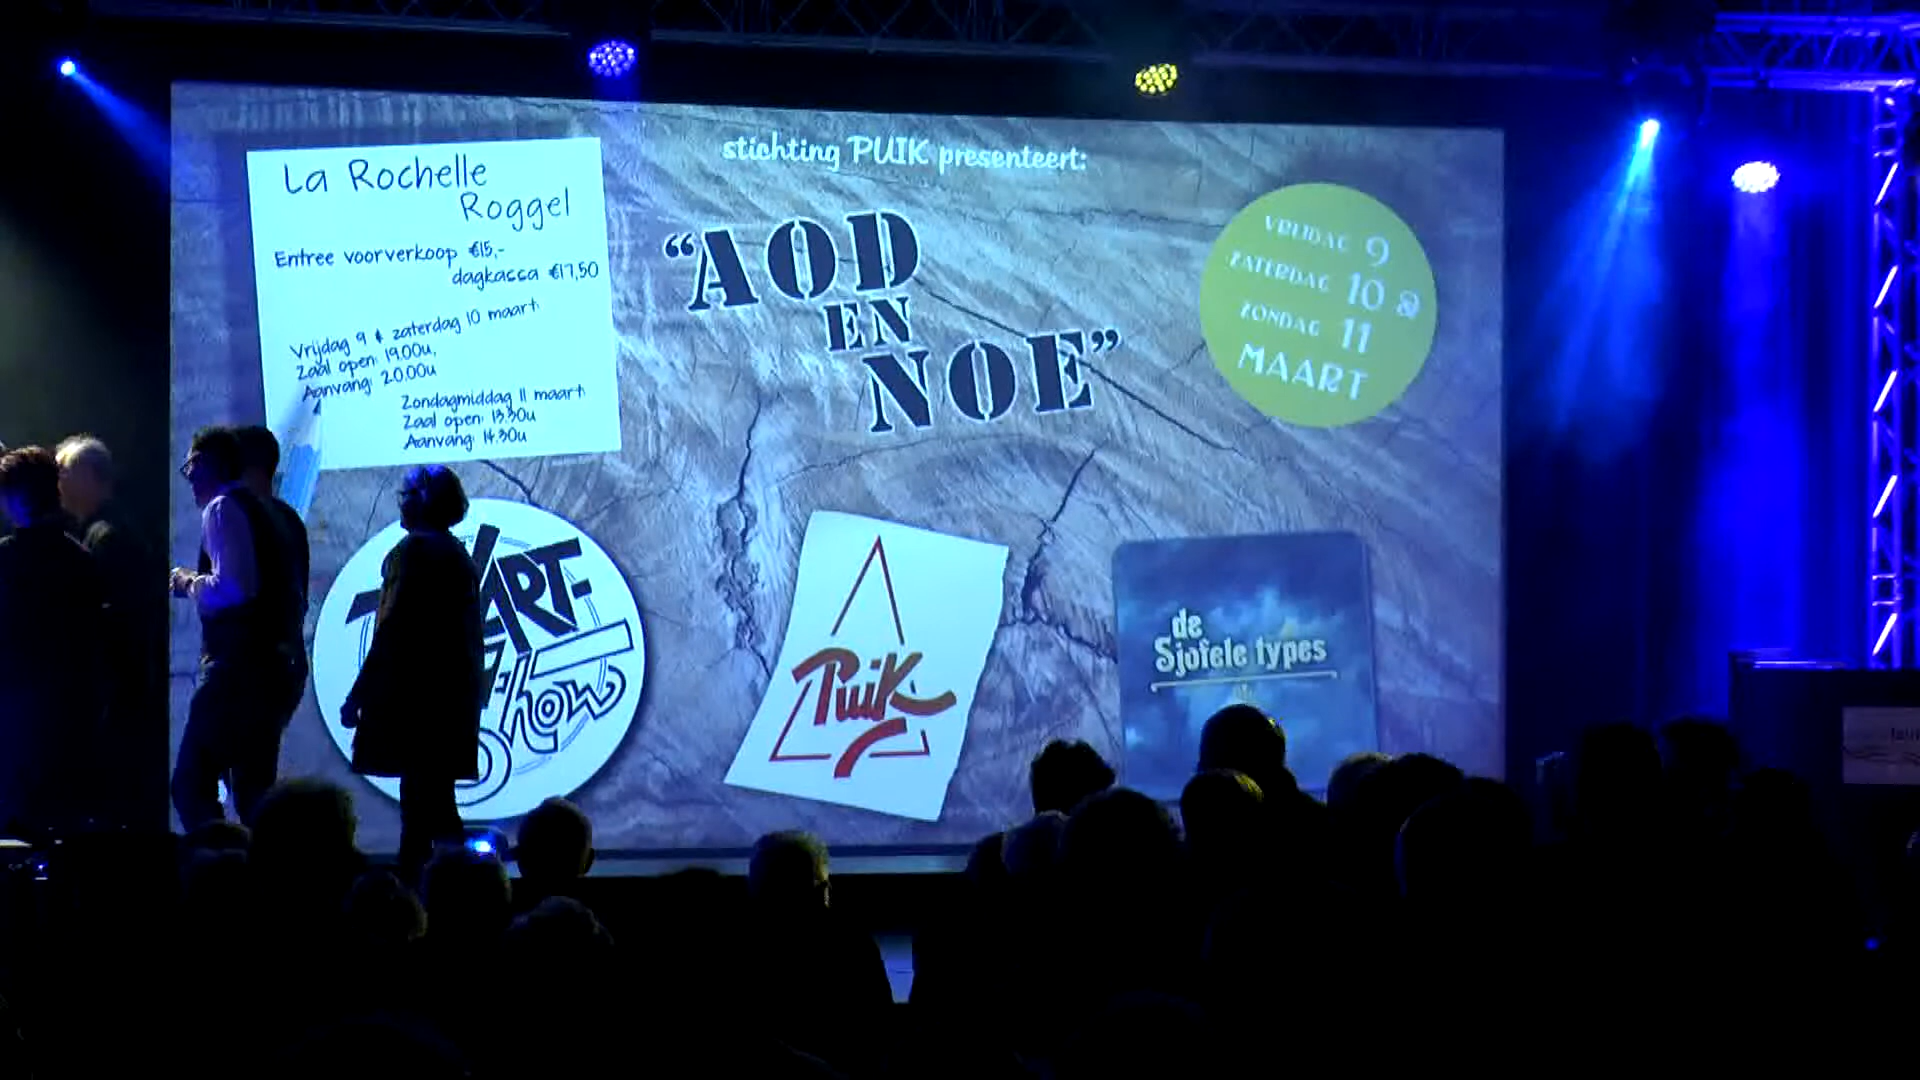 stichting PUIK presenteert:
La Rochelle
Roggel
Entree voorverkoop €15,-
dagkassa €17,50
Vrijdag 9 & zaterdag 10 maart:
Zaal open: 19.00u,
Aanvang: 20.00u
Zondagmiddag 11 maart:
Zaal open: 13.30u
Aanvang: 14.30u
"AOD
EN
NOE"
VRIJDAG 9
ZATERDAG 10 &
ZONDAG 11
MAART
Show
Puik
de
Sjofele types